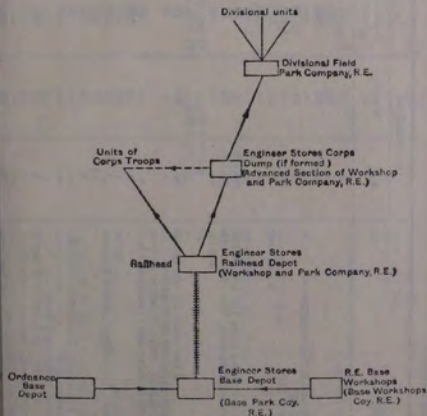 Divisional units
Divisional Field
Park Company, R.E.
Units of
Corps Troops
Engineer Stores Corps
Dump (if formed)
(Advanced Section of Workshop
and Park Company, R.E.)
Railhead
Engineer Stores
Railhead Depot
(Workshop and Park Company, R.E.)
Ordnance
Base
Depot
Engineer Stores
Base Depot
(Base Park Coy.
R.E.)
R.E. Base
Workshops
(Base Workshops
Coy. R.E.)